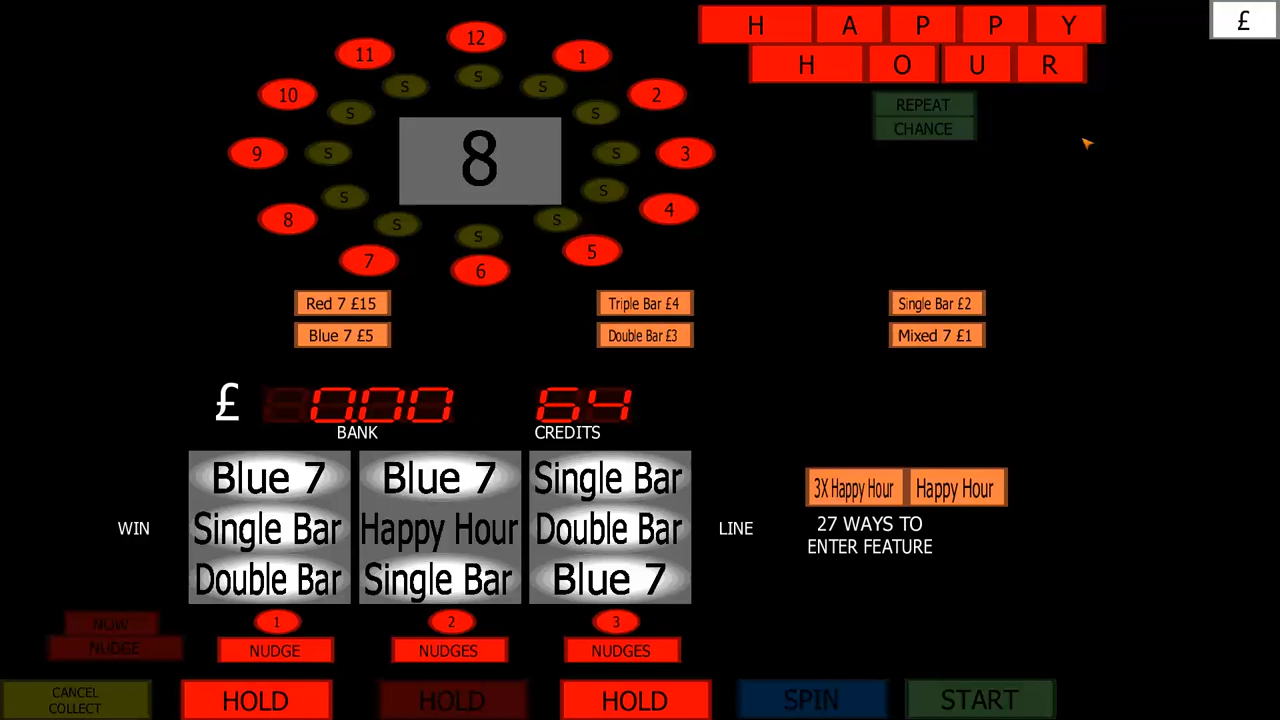 H A P P Y
H O U R
£
REPEAT
CHANCE
12
11
1
10
2
9
3
8
4
7
5
6
S
S
S
S
S
S
S
S
S
S
S
S
8
Red 7 £15
Blue 7 £5
Triple Bar £4
Double Bar £3
Single Bar £2
Mixed 7 £1
£ 0.00
BANK
64
CREDITS
Blue 7 Blue 7 Single Bar
WIN Single Bar Happy Hour Double Bar LINE
Double Bar Single Bar Blue 7
3X Happy Hour Happy Hour
27 WAYS TO
ENTER FEATURE
NOW
NUDGE
1
NUDGE
2
NUDGES
3
NUDGES
CANCEL
COLLECT
HOLD
HOLD
HOLD
SPIN
START